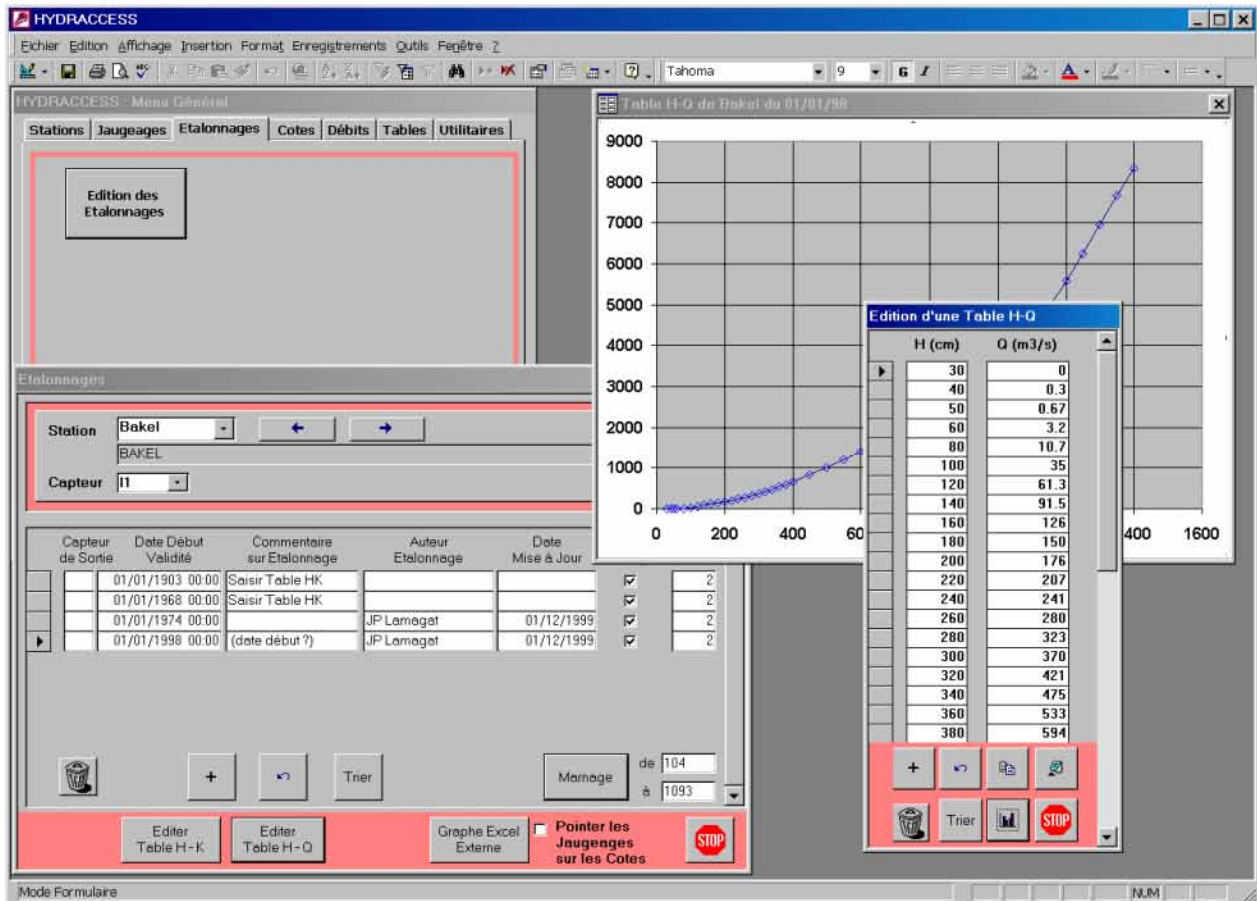 HYDRACCESS
Eichier Edition Affichage Insertion Format Enregistrements Outils Fenêtre ?
Tahoma 9 G I
HYDRACCESS : Menu Général
Stations Jaugeages Etalonnages Cotes Débits Tables Utilitaires
Edition des
Etalonnages
Table H-Q de Bakel du 01/01/98
9000
8000
7000
6000
5000
4000
3000
2000
1000
0
0 200 400 60 400 1600
Etalonnages
Station Bakel
BAKEL
Capteur I1
Capteur de Sortie Date Début Validité Commentaire sur Etalonnage Auteur Etalonnage Date Mise à Jour
01/01/1903 00:00 Saisir Table HK 2
01/01/1968 00:00 Saisir Table HK 2
01/01/1974 00:00 JP Lamagat 01/12/1999 2
01/01/1998 00:00 (date début ?) JP Lamagat 01/12/1999 2
+ Trier Marnage de 104
à 1093
Editer
Table H-K
Editer
Table H-Q
Graphe Excel
Externe
Pointer les
Jaugeages
sur les Cotes
STOP
Edition d'une Table H-Q
H (cm) Q (m3/s)
30 0
40 0.3
50 0.67
60 3.2
80 10.7
100 35
120 61.3
140 91.5
160 126
180 150
200 176
220 207
240 241
260 280
280 323
300 370
320 421
340 475
360 533
380 594
+
Trier STOP
Mode Formulaire NUM